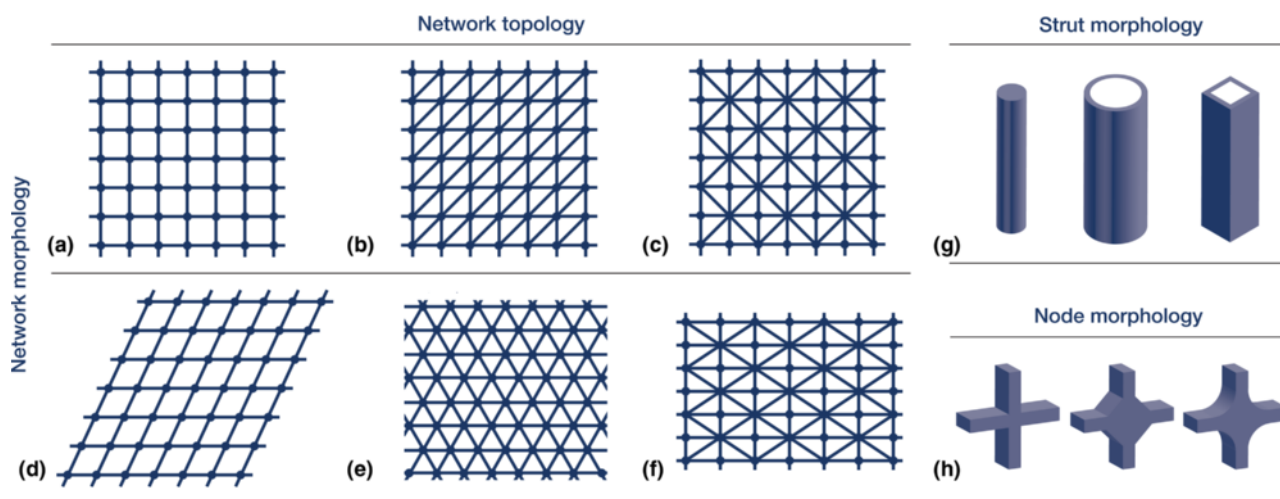 Network topology
Strut morphology
Network morphology
(a)
(b)
(c)
(g)
Node morphology
(d)
(e)
(f)
(h)